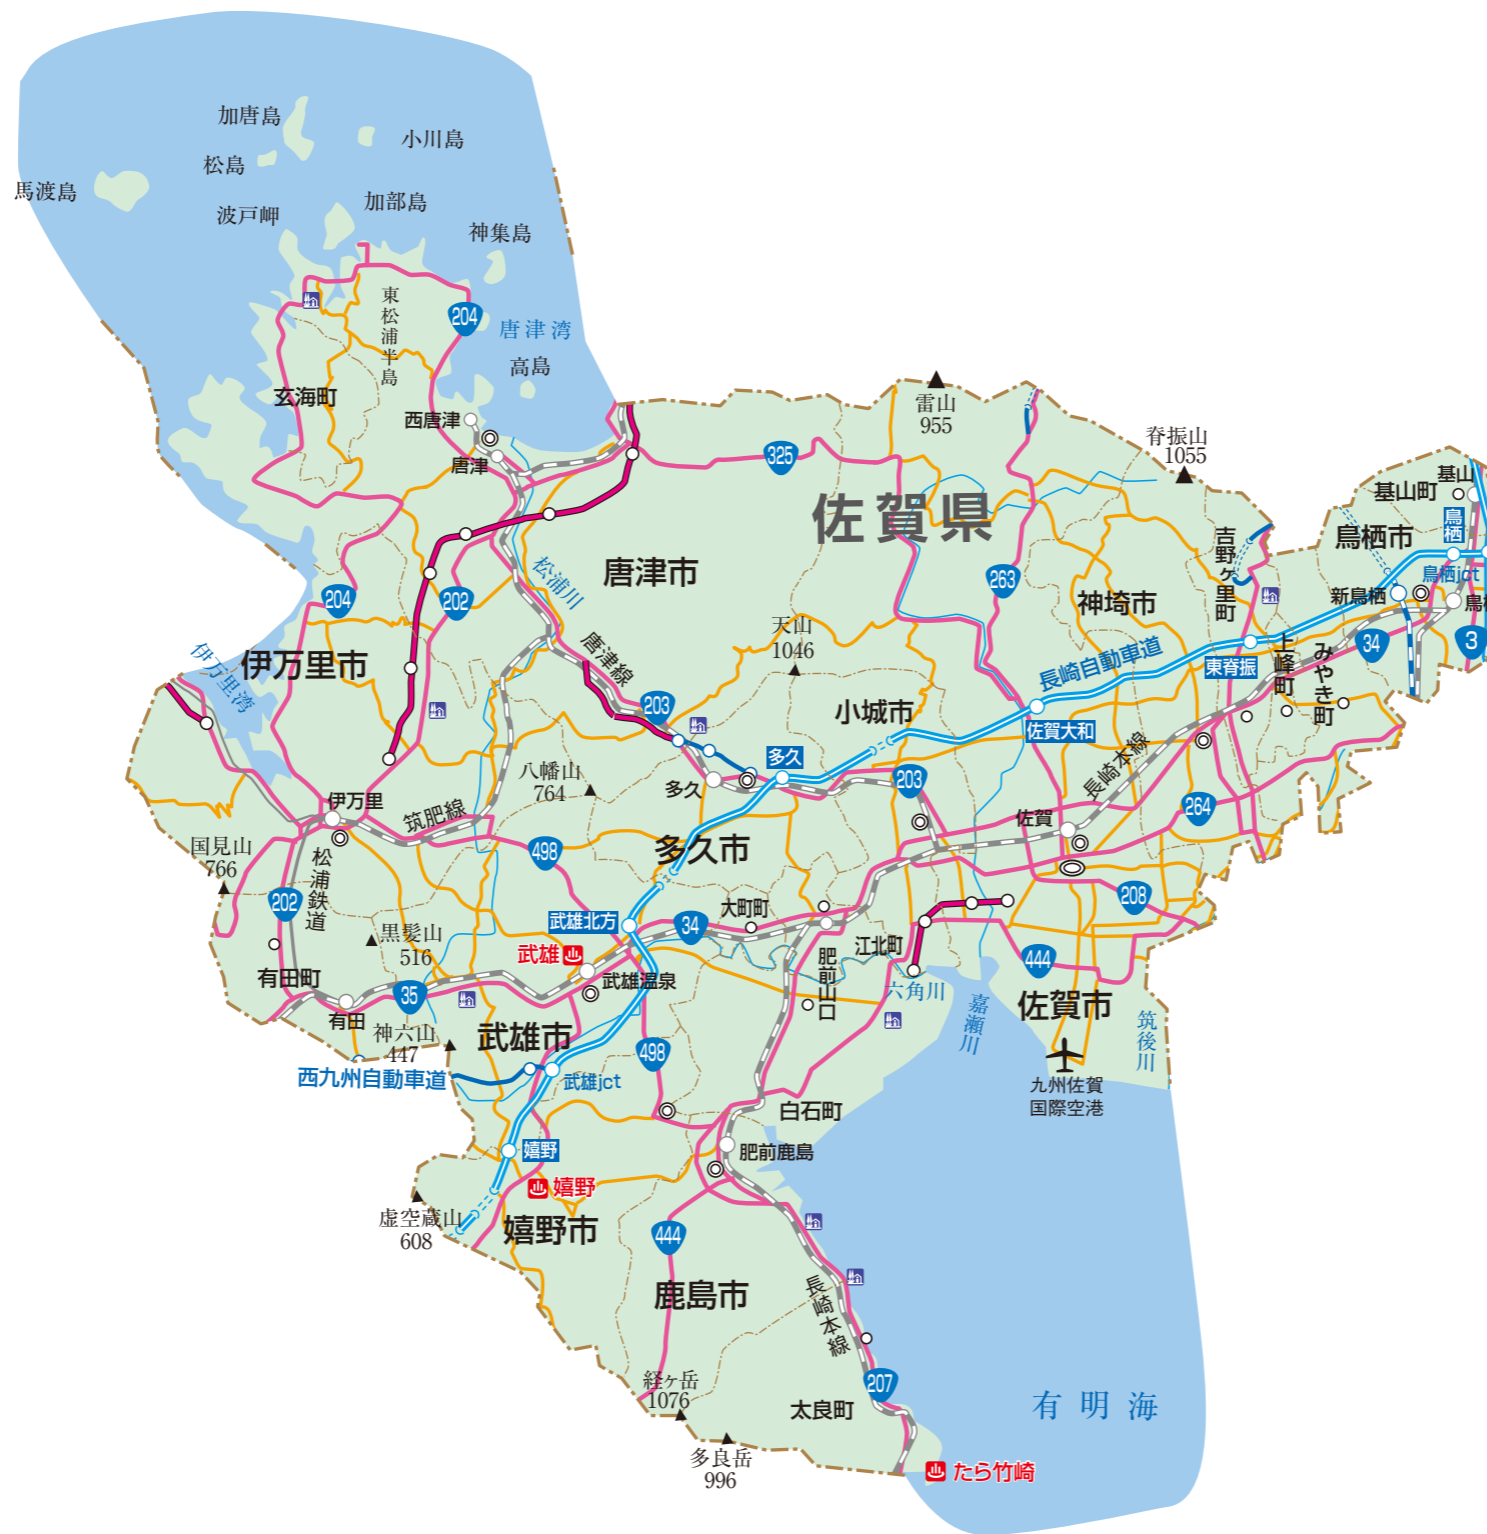 加唐島
小川島
松島
馬渡島
加部島
波戸岬
神集島
東松浦半島
204
唐津湾
高島
玄海町
西唐津
唐津
雷山
955
脊振山
1055
325
佐賀県
基山
基山町
鳥栖
鳥栖市
吉野ヶ里町
鳥栖jct
新鳥栖
松浦川
唐津市
263
神埼市
204
202
天山
1046
34
3
伊万里市
伊万里湾
唐津線
長崎自動車道
東脊振
上峰町
みやき町
203
小城市
佐賀大和
八幡山
764
多久
多久
203
長崎本線
264
伊万里
筑肥線
佐賀
国見山
766
松浦鉄道
498
多久市
202
大町町
208
黒髪山
516
武雄北方
34
武雄
江北町
肥前山口
444
有田町
35
武雄温泉
六角川
嘉瀬川
佐賀市
筑後川
有田
神六山
447
武雄市
498
西九州自動車道
武雄jct
九州佐賀
国際空港
白石町
嬉野
肥前鹿島
嬉野
虚空蔵山
608
嬉野市
444
鹿島市
長崎本線
経ヶ岳
1076
207
太良町
有明海
多良岳
996
たら竹崎